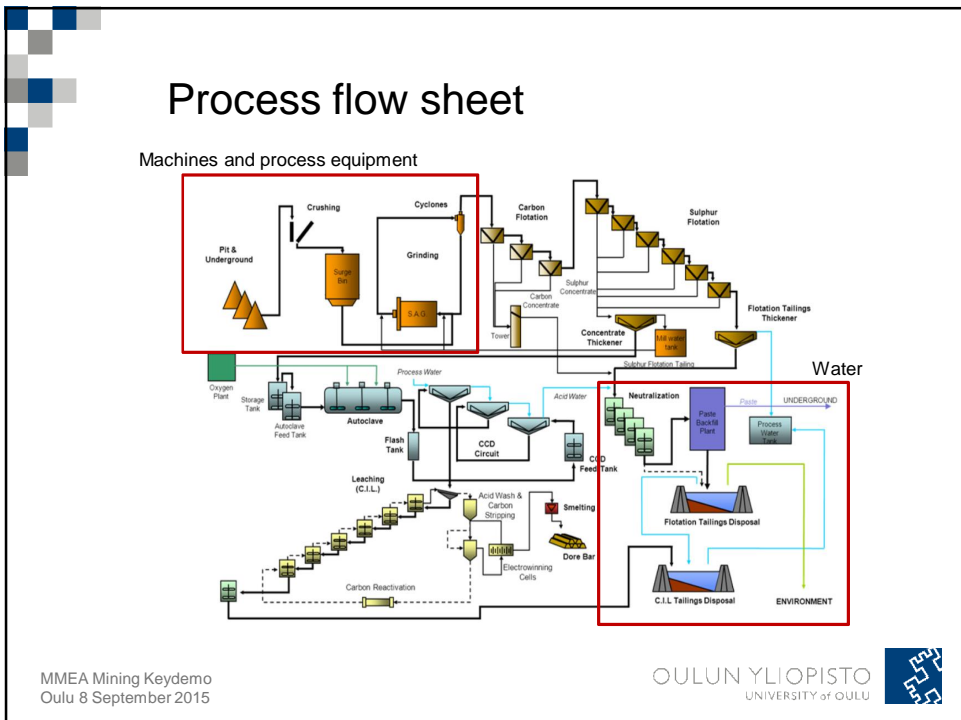 Process flow sheet
Machines and process equipment
Crushing
Cyclones
Carbon
Flotation
Sulphur
Flotation
Pit &
Underground
Grinding
Surge
Bin
S.A.G.
Sulphur
Concentrate
Carbon
Concentrate
Tower
Concentrate
Thickener
Mill water
tank
Sulphur Flotation Tailing
Flotation Tailings
Thickener
Water
Oxygen
Plant
Storage
Tank
Autoclave
Feed Tank
Autoclave
Process Water
Acid Water
Flash
Tank
CCD
Circuit
CCD
Feed Tank
Neutralization
Paste
Backfill
Plant
Paste
UNDERGROUND
Process
Water
Tank
Leaching
(C.I.L.)
Acid Wash &
Carbon
Stripping
Smelting
Dore Bar
Electrowinning
Cells
Carbon Reactivation
Flotation Tailings Disposal
C.I.L Tailings Disposal
ENVIRONMENT
MMEA Mining Keydemo
Oulu 8 September 2015
OULUN YLIOPISTO
UNIVERSITY of OULU